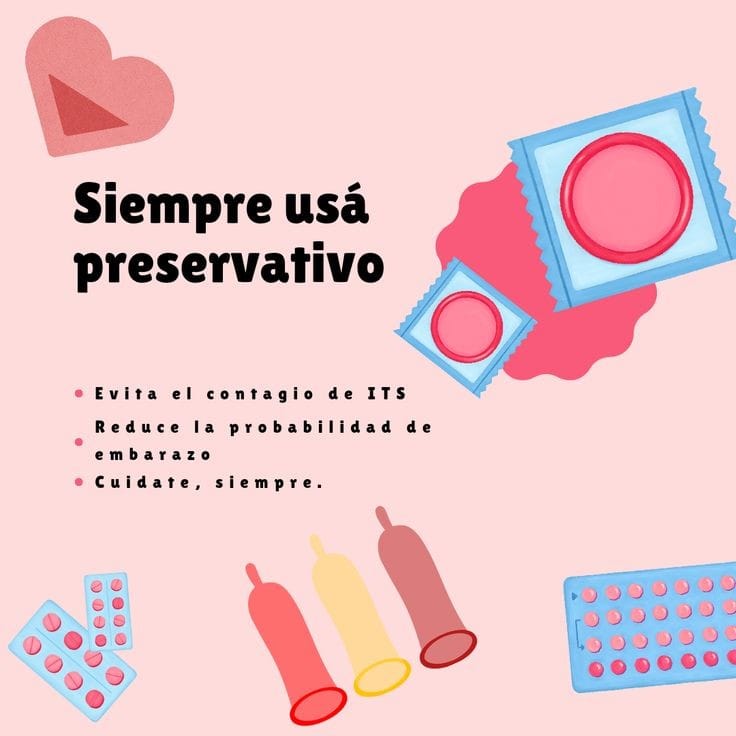 Siempre usá
preservativo
Evita el contagio de ITS
Reduce la probabilidad de
embarazo
Cuidate, siempre.